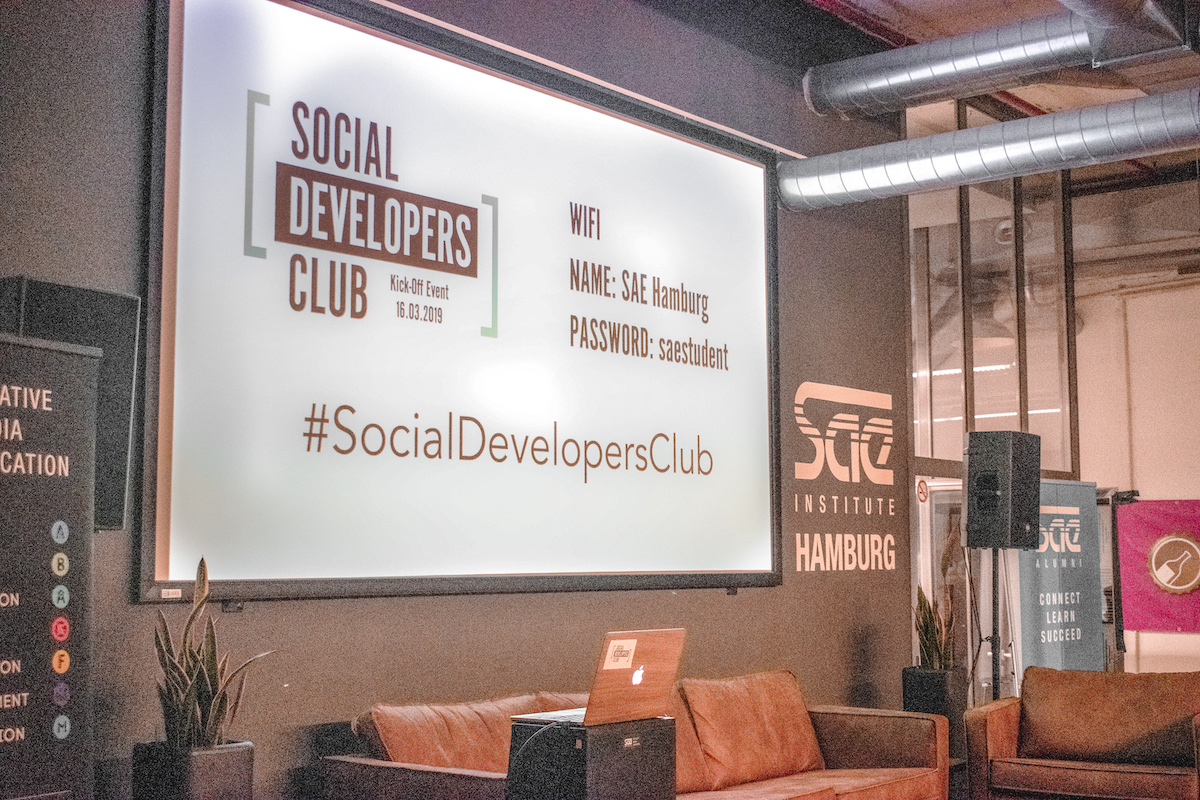 SOCIAL
DEVELOPERS
CLUB
Kick-Off Event
16.03.2019
WIFI
NAME: SAE Hamburg
PASSWORD: saestudent
#SocialDevelopersClub
ATIVE
DIA
CATION
A
B
A
F
M
ON
ION
MENT
ION
sae
INSTITUTE
HAMBURG
sae
ALUMNI
CONNECT
LEARN
SUCCEED